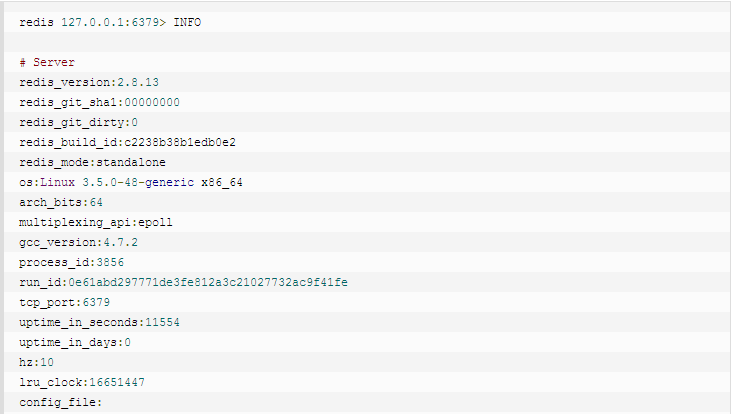 redis 127.0.0.1:6379> INFO
# Server
redis_version:2.8.13
redis_git_sha1:00000000
redis_git_dirty:0
redis_build_id:c2238b38b1edb0e2
redis_mode:standalone
os:Linux 3.5.0-48-generic x86_64
arch_bits:64
multiplexing_api:epoll
gcc_version:4.7.2
process_id:3856
run_id:0e61abd297771de3fe812a3c21027732ac9f41fe
tcp_port:6379
uptime_in_seconds:11554
uptime_in_days:0
hz:10
lru_clock:16651447
config_file: